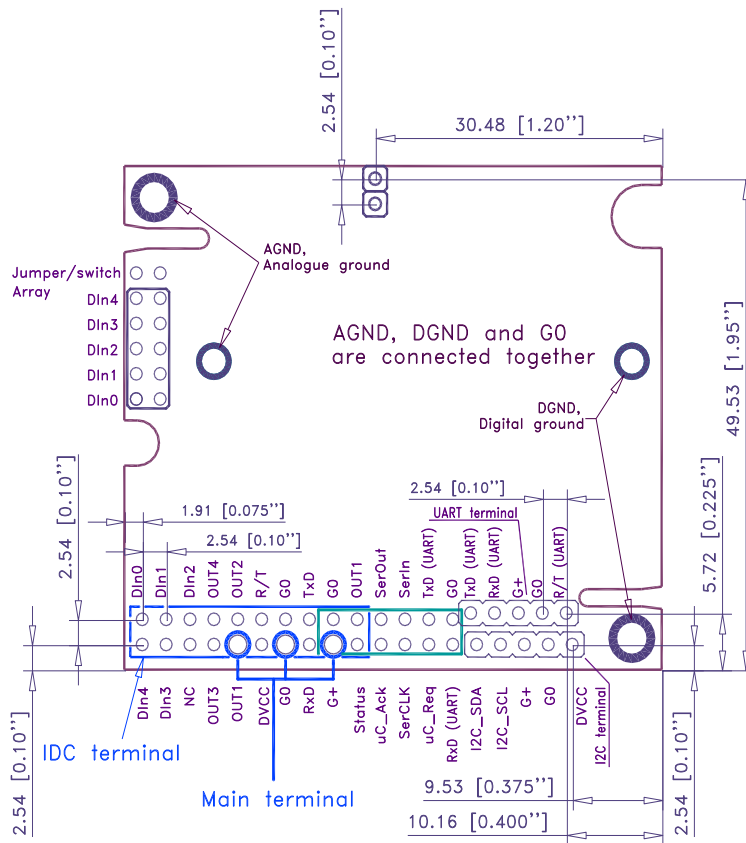 2.54 [0.10'']
30.48 [1.20'']
AGND,
Analogue ground
Jumper/switch
Array
DIn4
DIn3
DIn2
DIn1
DIn0
AGND, DGND and G0
are connected together
49.53 [1.95'']
DGND,
Digital ground
2.54 [0.10'']
1.91 [0.075'']
2.54 [0.10'']
2.54 [0.10'']
UART terminal
5.72 [0.225'']
DIn0
DIn1
DIn2
OUT4
OUT2
R/T
G0
TxD
G0
OUT1
SerOut
SerIn
TxD (UART)
G0
TxD (UART)
RxD (UART)
G+
G0
R/T (UART)
DIn4
DIn3
NC
OUT3
OUT1
DVCC
G0
RxD
G+
Status
uC_Ack
SerCLK
uC_Req
RxD (UART)
I2C_SDA
I2C_SCL
G+
G0
DVCC
I2C terminal
IDC terminal
Main terminal
2.54 [0.10'']
9.53 [0.375'']
10.16 [0.400'']
2.54 [0.10'']